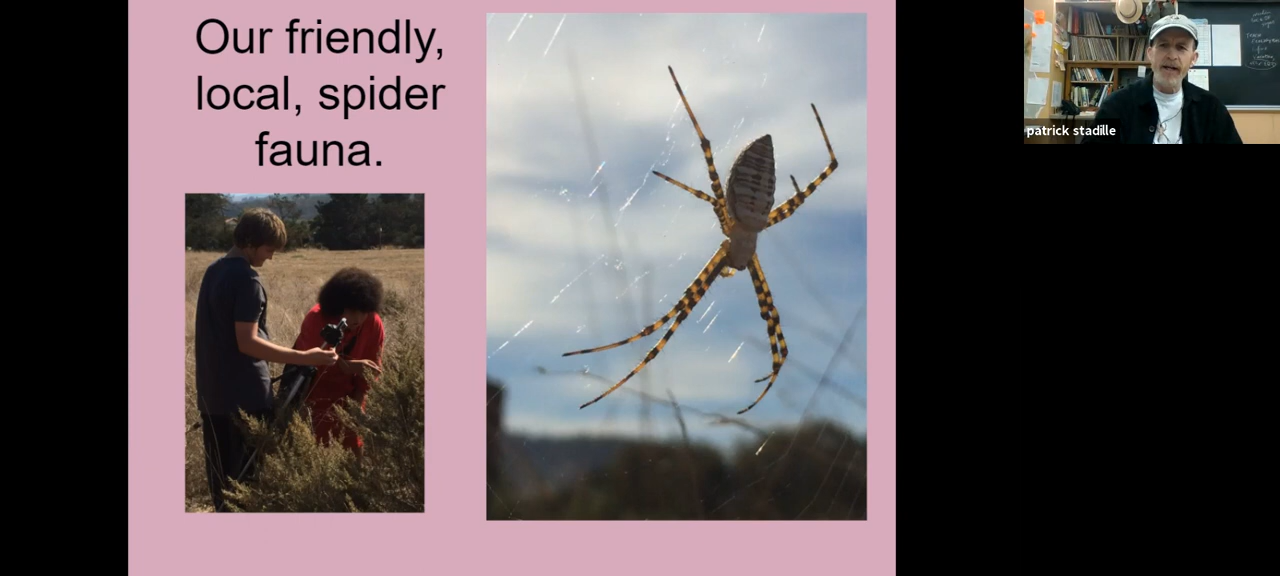 Our friendly,
local, spider
fauna.
patrick stadille